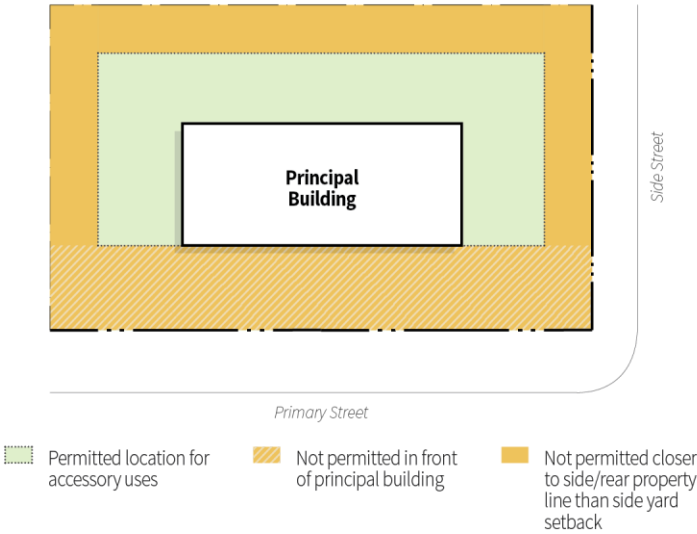 Principal
Building
Side Street
Primary Street
Permitted location for
accessory uses
Not permitted in front
of principal building
Not permitted closer
to side/rear property
line than side yard
setback